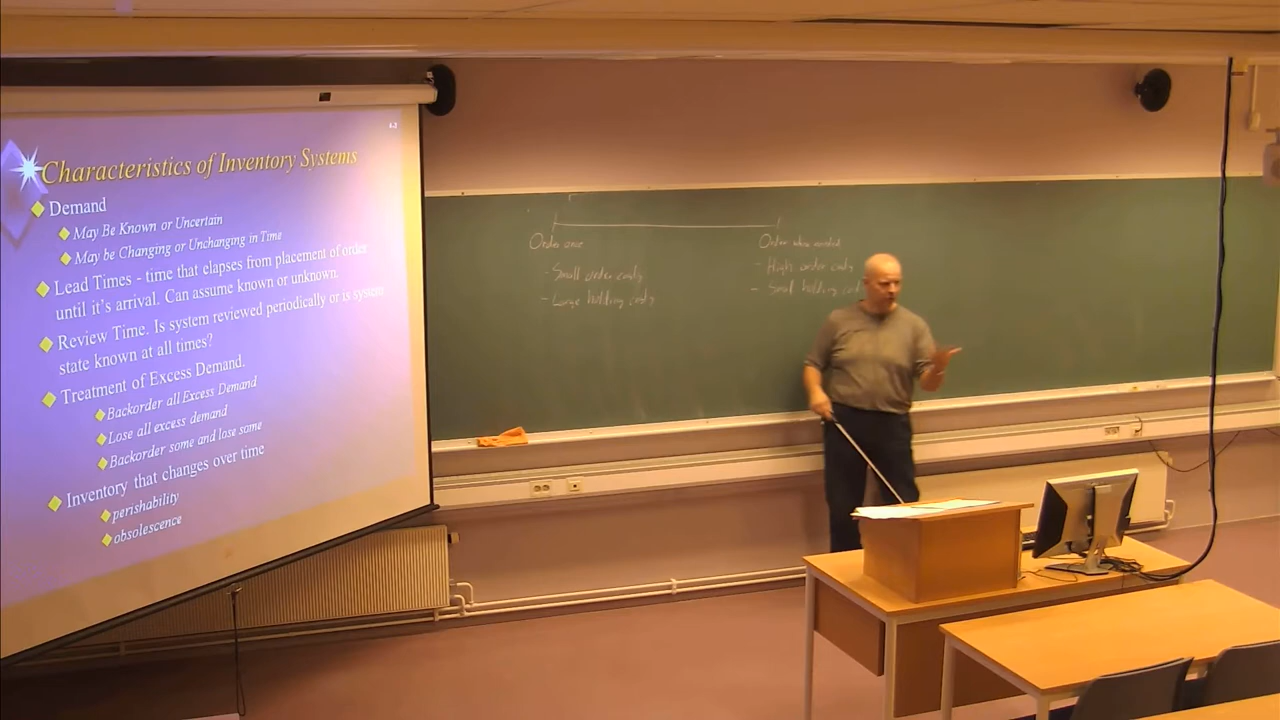 Characteristics of Inventory Systems
Demand
May Be Known or Uncertain
May be Changing or Unchanging in Time
Lead Times - time that elapses from placement of order
until it's arrival. Can assume known or unknown.
Review Time. Is system reviewed periodically or is system
state known at all times?
Treatment of Excess Demand.
Backorder all Excess Demand
Lose all excess demand
Backorder some and lose some
Inventory that changes over time
perishability
obsolescence
Order once
- Small order costs
- Large holding costs
Order when needed
- High order costs
- Small holding